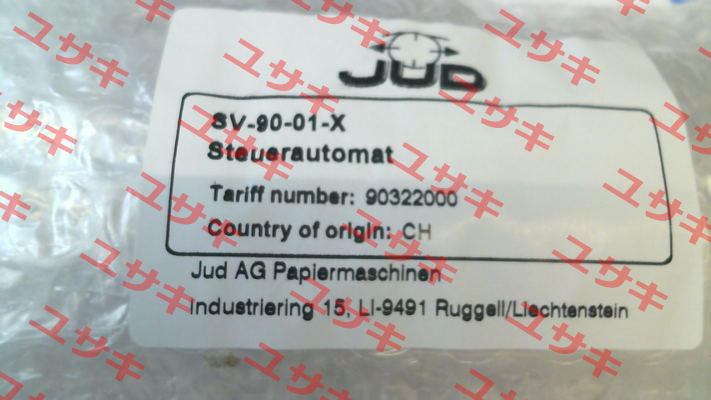 JUD
SV-90-01-X
Steuerautomat
Tariff number: 90322000
Country of origin: CH
Jud AG Papiermaschinen
Industriering 15, LI-9491 Ruggell/Liechtenstein
ユサキ